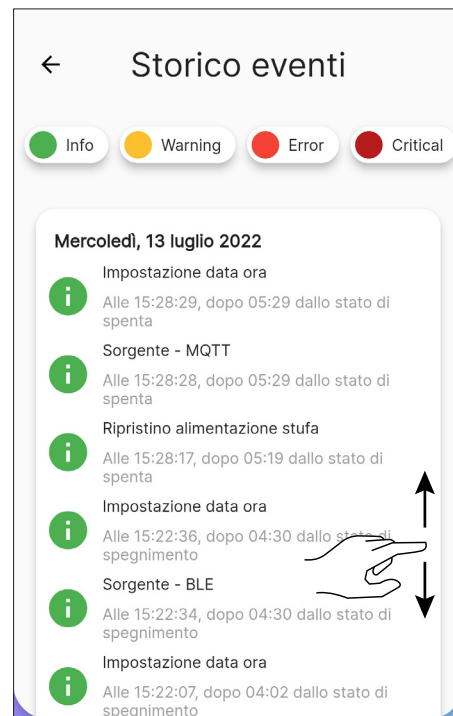 Storico eventi
Info
Warning
Error
Critical
Mercoledì, 13 luglio 2022
Impostazione data ora
Alle 15:28:29, dopo 05:29 dallo stato di
spenta
Sorgente - MQTT
Alle 15:28:28, dopo 05:29 dallo stato di
spenta
Ripristino alimentazione stufa
Alle 15:28:17, dopo 05:19 dallo stato di
spenta
Impostazione data ora
Alle 15:22:36, dopo 04:30 dallo stato di
spegnimento
Sorgente - BLE
Alle 15:22:34, dopo 04:30 dallo stato di
spegnimento
Impostazione data ora
Alle 15:22:07, dopo 04:02 dallo stato di
spegnimento